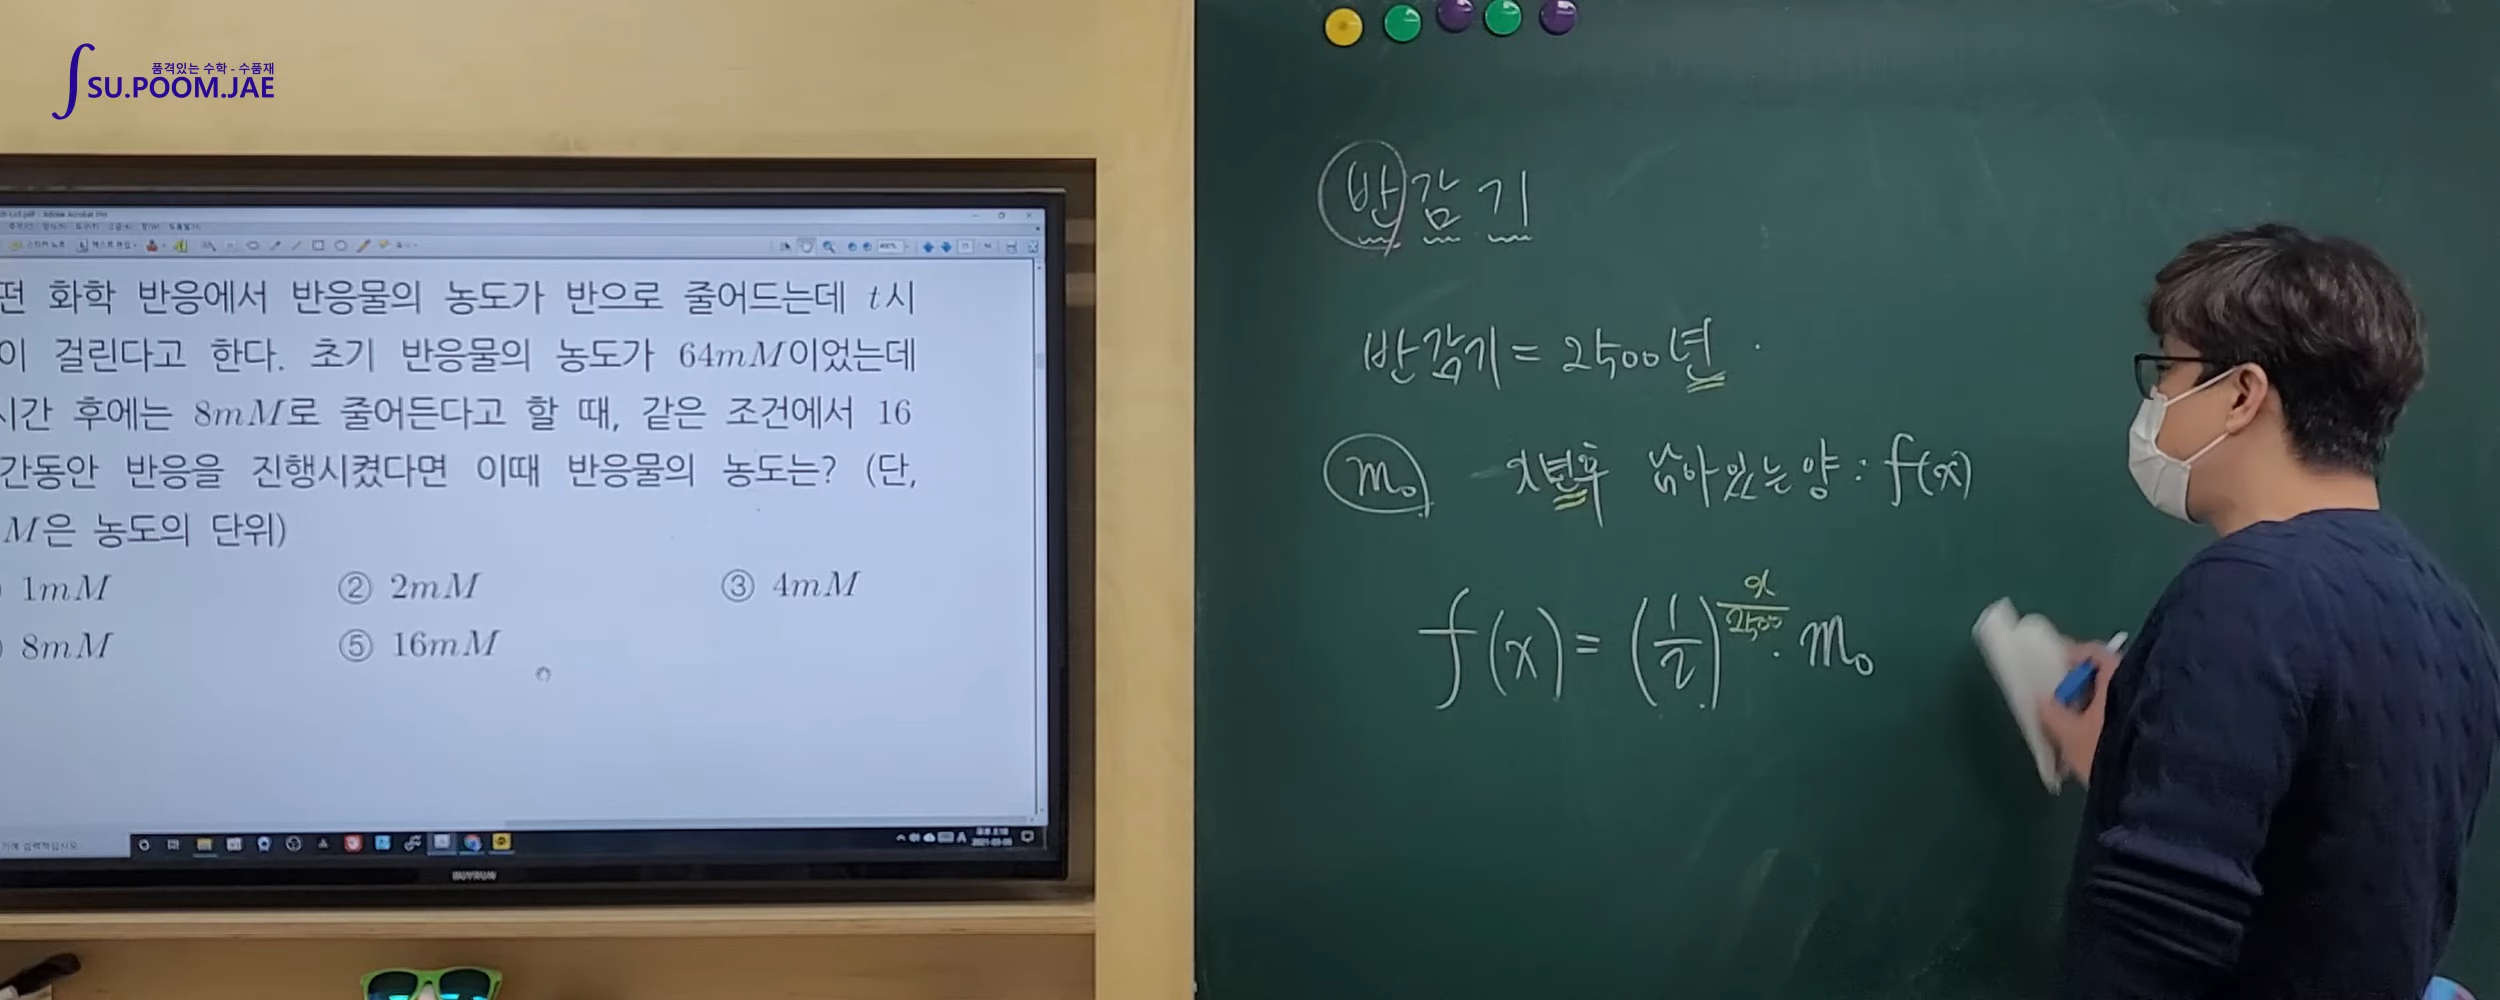 품격있는 수학 - 수품재
SU.POOM.JAE
떤 화학 반응에서 반응물의 농도가 반으로 줄어드는데 t시
이 걸린다고 한다. 초기 반응물의 농도가 64mM이었는데
시간 후에는 8mM로 줄어든다고 할 때, 같은 조건에서 16
간동안 반응을 진행시켰다면 이때 반응물의 농도는? (단,
M은 농도의 단위)
1mM ② 2mM ③ 4mM
8mM ⑤ 16mM
반감기
반감기 = 2500년
m₀ x년후 남아있는 양 : f(x)
f(x) = (1/2)^(x/2500) · m₀